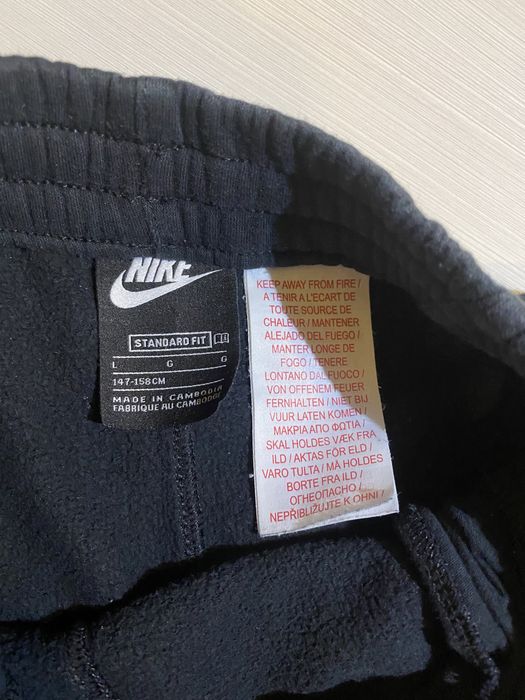 NIKE
STANDARD FIT
L G G
147-158CM
MADE IN CAMBODIA
FABRIQUE AU CAMBODGE
KEEP AWAY FROM FIRE /
A TENIR A L'ECART DE
TOUTE SOURCE DE
CHALEUR / MANTENER
ALEJADO DEL FUEGO /
MANTER LONGE DE
FOGO / TENERE
LONTANO DAL FUOCO /
VON OFFENEM FEUER
FERNHALTEN / NIET BIJ
VUUR LATEN KOMEN /
ΜΑΚΡΙΑ ΑΠΟ ΦΩΤΙΑ /
SKAL HOLDES VÆK FRA
ILD / AKTAS FÖR ELD /
VARO TULTA / MÅ HOLDES
BORTE FRA ILD /
ОГНЕОПАСНО /
NEPŘIBLIŽUJTE K OHNI /